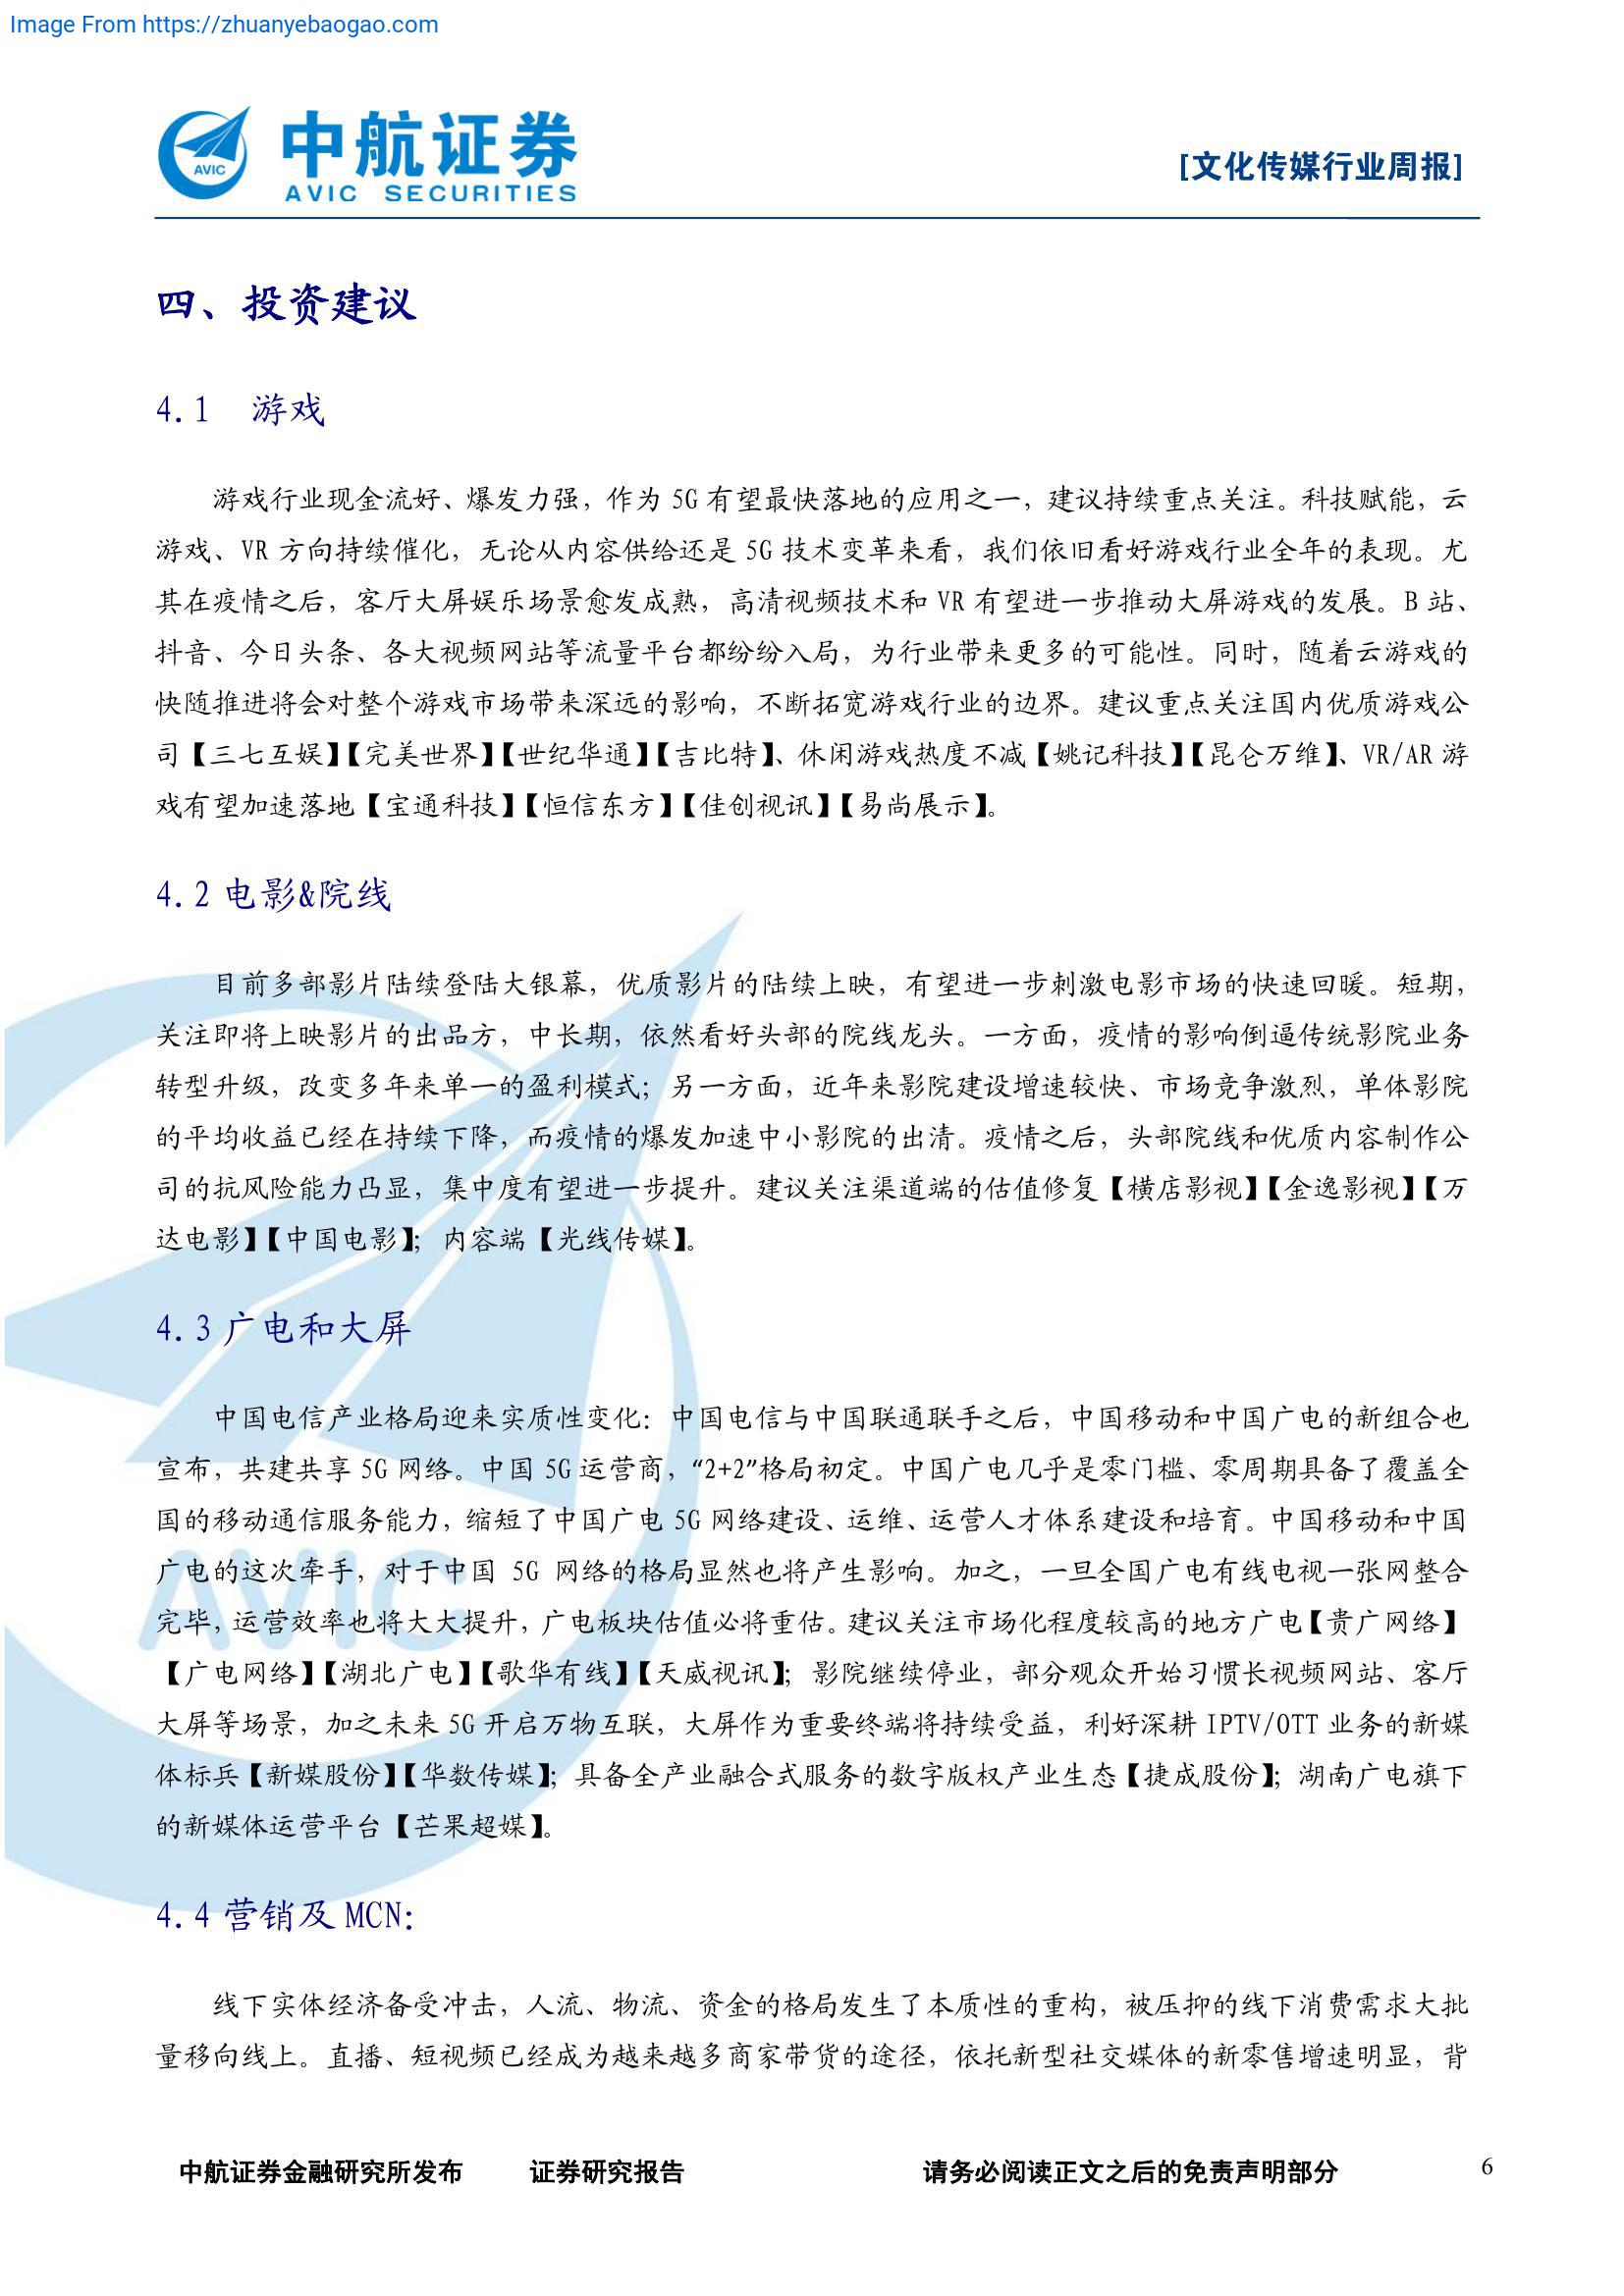 Image From https://zhuanyebaogao.com
中航证券
AVIC SECURITIES
AVIC
[文化传媒行业周报]
四、投资建议
4.1 游戏
游戏行业现金流好、爆发力强，作为 5G 有望最快落地的应用之一，建议持续重点关注。科技赋能，云
游戏、VR 方向持续催化，无论从内容供给还是 5G 技术变革来看，我们依旧看好游戏行业全年的表现。尤
其在疫情之后，客厅大屏娱乐场景愈发成熟，高清视频技术和 VR 有望进一步推动大屏游戏的发展。B 站、
抖音、今日头条、各大视频网站等流量平台都纷纷入局，为行业带来更多的可能性。同时，随着云游戏的
快随推进将会对整个游戏市场带来深远的影响，不断拓宽游戏行业的边界。建议重点关注国内优质游戏公
司【三七互娱】【完美世界】【世纪华通】【吉比特】、休闲游戏热度不减【姚记科技】【昆仑万维】、VR/AR 游
戏有望加速落地【宝通科技】【恒信东方】【佳创视讯】【易尚展示】。
4.2 电影&院线
目前多部影片陆续登陆大银幕，优质影片的陆续上映，有望进一步刺激电影市场的快速回暖。短期，
关注即将上映影片的出品方，中长期，依然看好头部的院线龙头。一方面，疫情的影响倒逼传统影院业务
转型升级，改变多年来单一的盈利模式；另一方面，近年来影院建设增速较快、市场竞争激烈，单体影院
的平均收益已经在持续下降，而疫情的爆发加速中小影院的出清。疫情之后，头部院线和优质内容制作公
司的抗风险能力凸显，集中度有望进一步提升。建议关注渠道端的估值修复【横店影视】【金逸影视】【万
达电影】【中国电影】；内容端【光线传媒】。
4.3 广电和大屏
中国电信产业格局迎来实质性变化：中国电信与中国联通联手之后，中国移动和中国广电的新组合也
宣布，共建共享 5G 网络。中国 5G 运营商，“2+2”格局初定。中国广电几乎是零门槛、零周期具备了覆盖全
国的移动通信服务能力，缩短了中国广电 5G 网络建设、运维、运营人才体系建设和培育。中国移动和中国
广电的这次牵手，对于中国 5G 网络的格局显然也将产生影响。加之，一旦全国广电有线电视一张网整合
完毕，运营效率也将大大提升，广电板块估值必将重估。建议关注市场化程度较高的地方广电【贵广网络】
【广电网络】【湖北广电】【歌华有线】【天威视讯】；影院继续停业，部分观众开始习惯长视频网站、客厅
大屏等场景，加之未来 5G 开启万物互联，大屏作为重要终端将持续受益，利好深耕 IPTV/OTT 业务的新媒
体标兵【新媒股份】【华数传媒】；具备全产业融合式服务的数字版权产业生态【捷成股份】；湖南广电旗下
的新媒体运营平台【芒果超媒】。
AVIC
4.4 营销及 MCN：
线下实体经济备受冲击，人流、物流、资金的格局发生了本质性的重构，被压抑的线下消费需求大批
量移向线上。直播、短视频已经成为越来越多商家带货的途径，依托新型社交媒体的新零售增速明显，背
中航证券金融研究所发布 证券研究报告 请务必阅读正文之后的免责声明部分 6